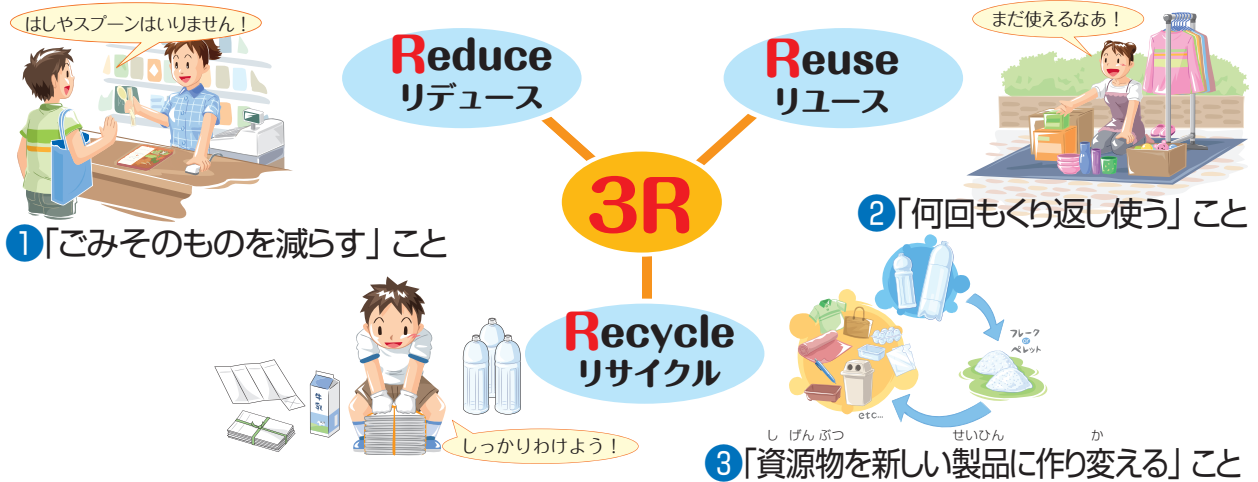 はしやスプーンはいりません！
Reduce
リデュース
❶「ごみそのものを減らす」こと
Reuse
リユース
まだ使えるなあ！
❷「何回もくり返し使う」こと
3R
Recycle
リサイクル
牛乳
しっかりわけよう！
フレーク
or
ペレット
etc...
し げん ぶつ せいひん か
❸「資源物を新しい製品に作り変える」こと